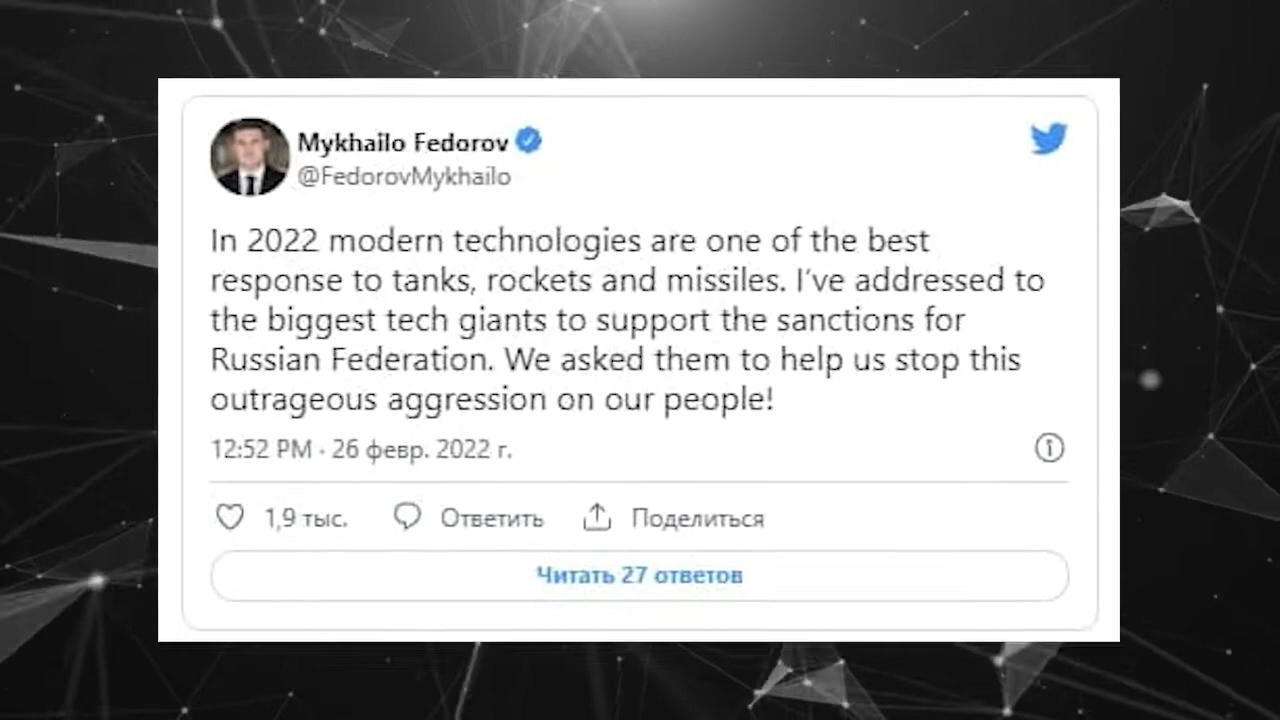 Mykhailo Fedorov
@FedorovMykhailo
In 2022 modern technologies are one of the best
response to tanks, rockets and missiles. I've addressed to
the biggest tech giants to support the sanctions for
Russian Federation. We asked them to help us stop this
outrageous aggression on our people!
12:52 PM · 26 февр. 2022 г.
1,9 тыс. Ответить Поделиться
Читать 27 ответов